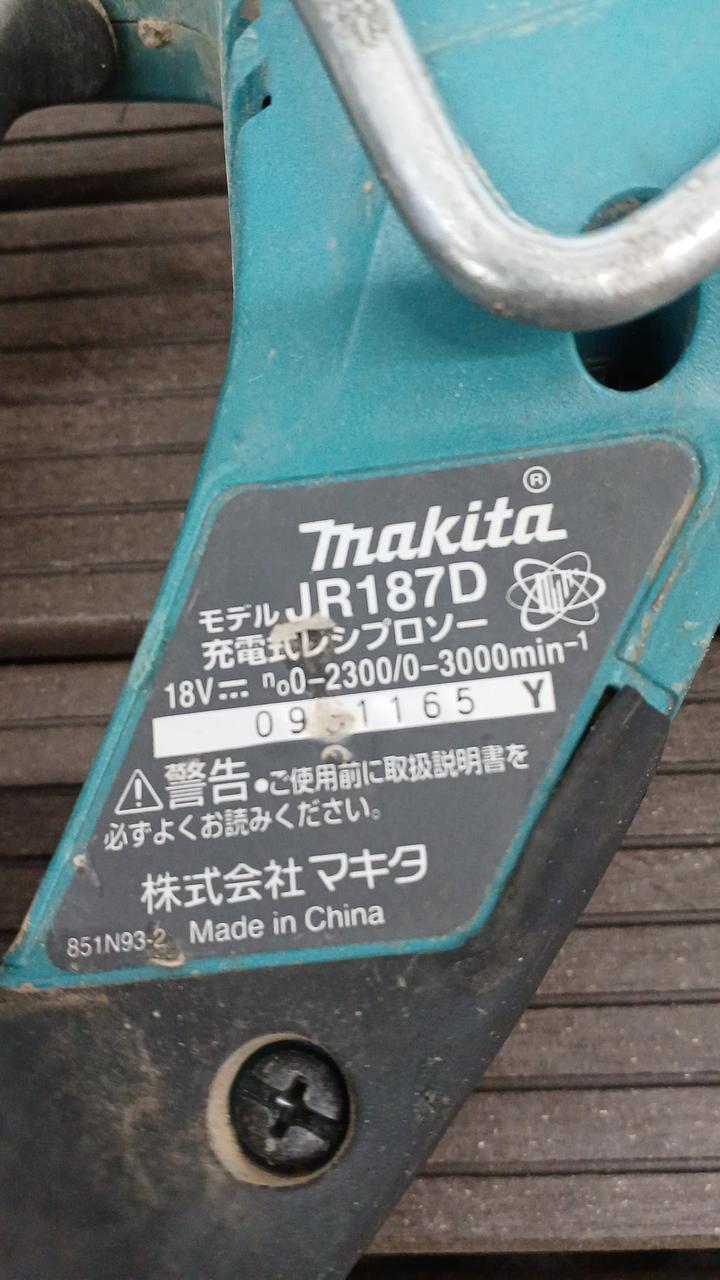 makita®
モデル JR187D
充電式レシプロソー
18V⎓ n₀0-2300/0-3000min⁻¹
1165 Y
⚠警告 ●ご使用前に取扱説明書を
必ずよくお読みください。
株式会社マキタ
851N93-2 Made in China